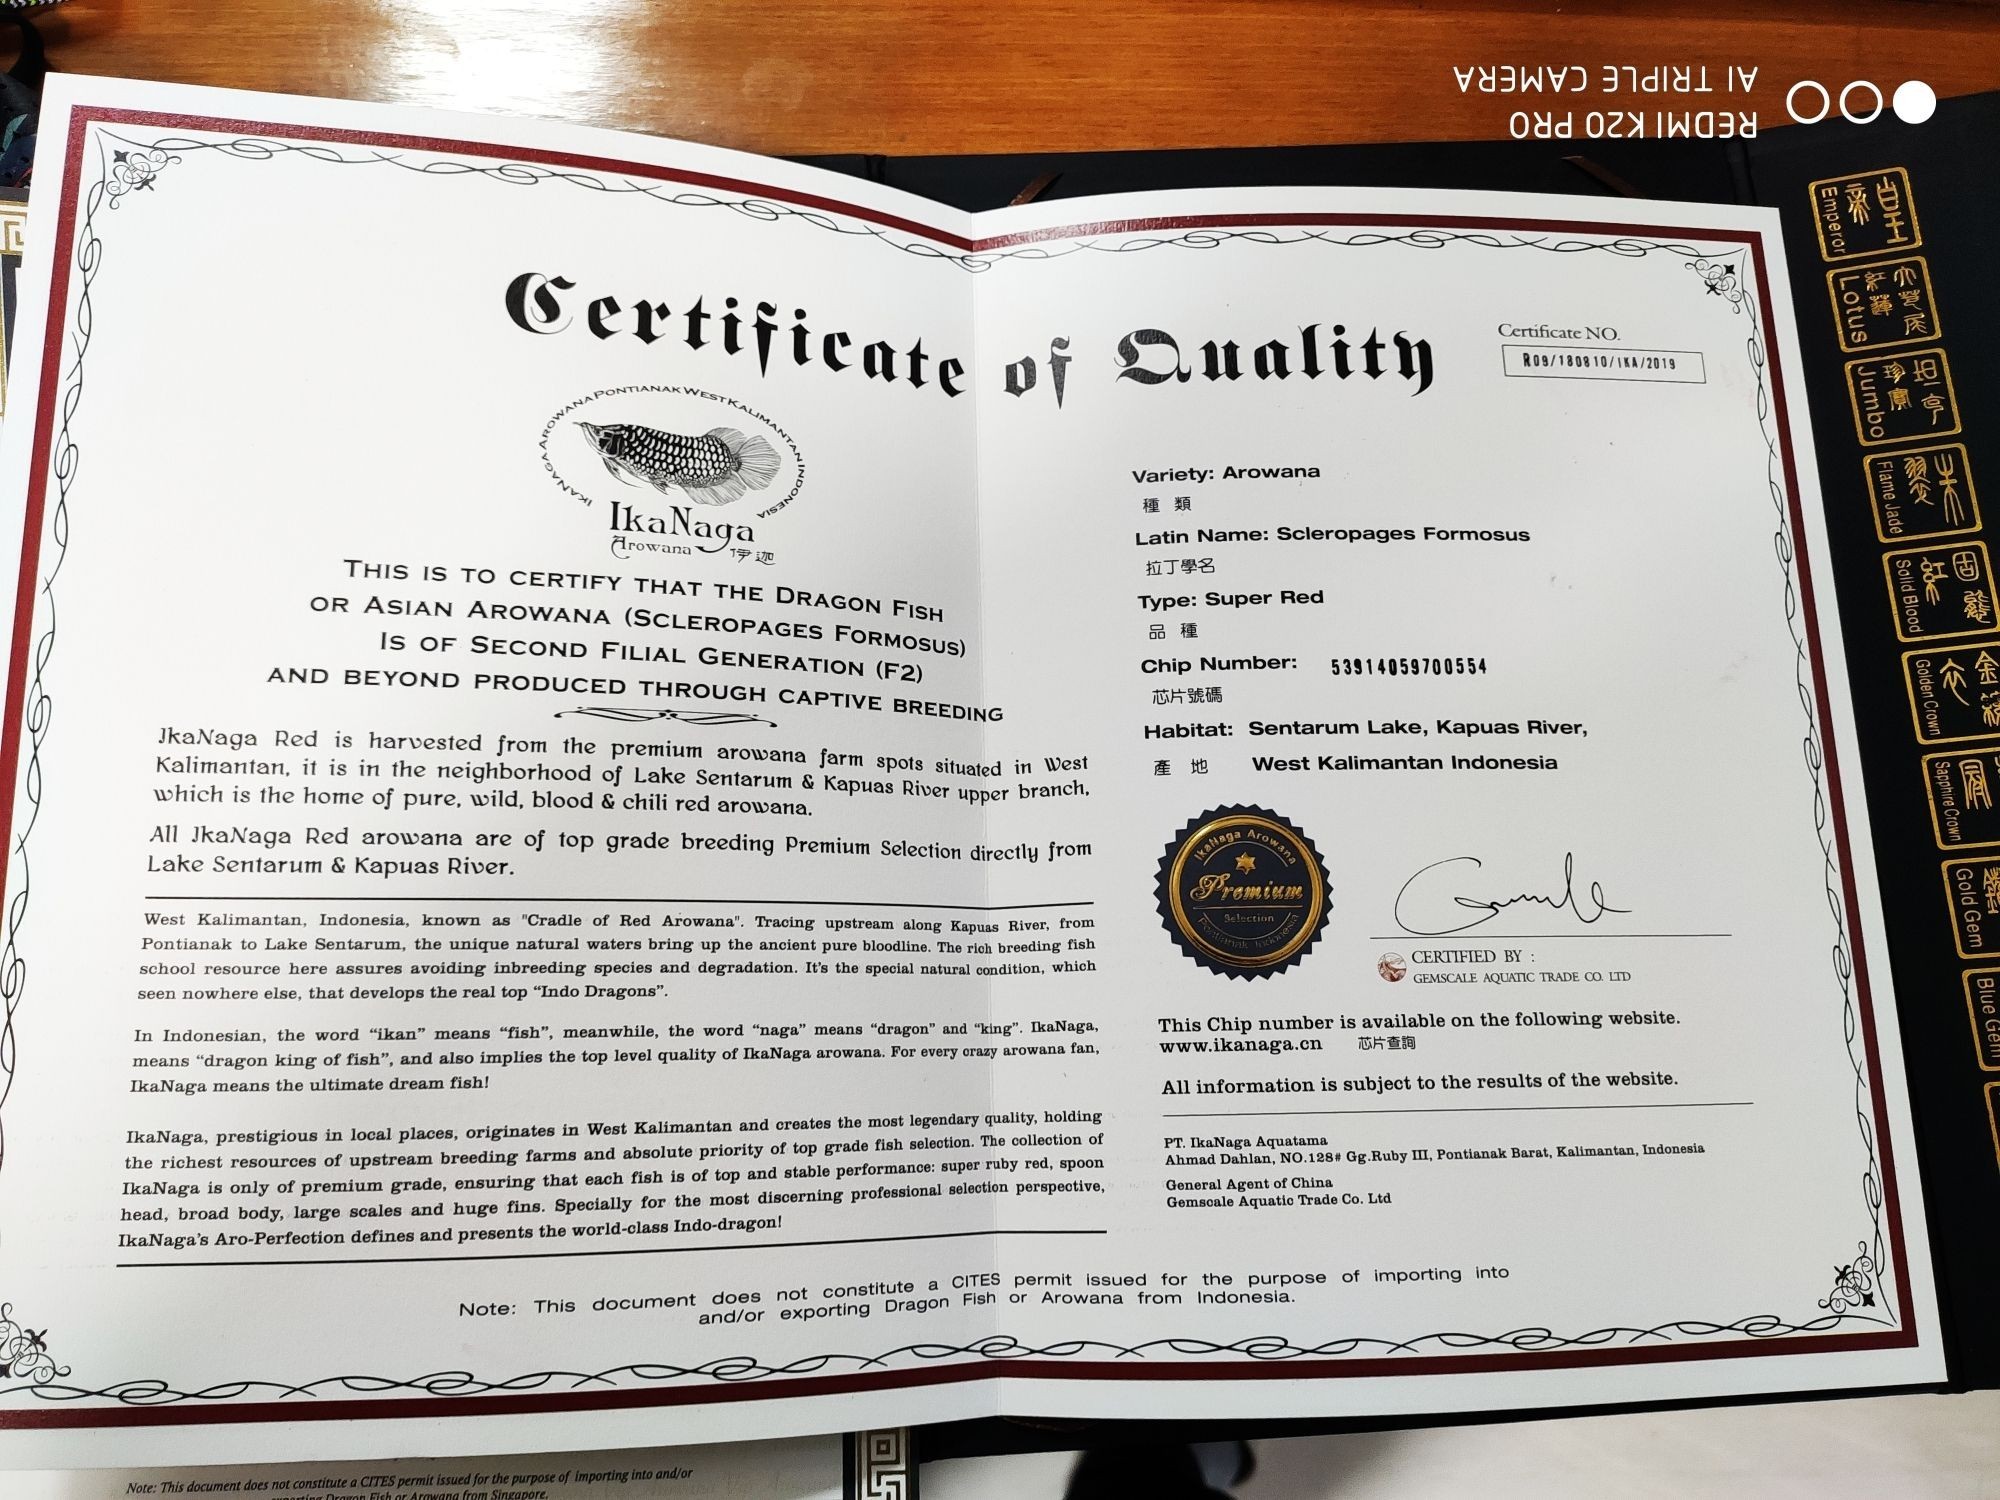 REDMI K20 PRO
AI TRIPLE CAMERA
Certificate of Quality
Certificate NO.
R09/180810/IKA/2019
IKANAGA AROWANA PONTIANAK WEST KALIMANTAN INDONESIA
IkaNaga
Arowana 伊迦
THIS IS TO CERTIFY THAT THE DRAGON FISH
OR ASIAN AROWANA (SCLEROPAGES FORMOSUS)
IS OF SECOND FILIAL GENERATION (F2)
AND BEYOND PRODUCED THROUGH CAPTIVE BREEDING
IkaNaga Red is harvested from the premium arowana farm spots situated in West
Kalimantan, it is in the neighborhood of Lake Sentarum & Kapuas River upper branch,
which is the home of pure, wild, blood & chili red arowana.
All IkaNaga Red arowana are of top grade breeding Premium Selection directly from
Lake Sentarum & Kapuas River.
West Kalimantan, Indonesia, known as "Cradle of Red Arowana". Tracing upstream along Kapuas River, from
Pontianak to Lake Sentarum, the unique natural waters bring up the ancient pure bloodline. The rich breeding fish
school resource here assures avoiding inbreeding species and degradation. It's the special natural condition, which
seen nowhere else, that develops the real top “Indo Dragons”.
In Indonesian, the word “ikan” means “fish”, meanwhile, the word “naga” means “dragon” and “king”. IkaNaga,
means “dragon king of fish”, and also implies the top level quality of IkaNaga arowana. For every crazy arowana fan,
IkaNaga means the ultimate dream fish!
IkaNaga, prestigious in local places, originates in West Kalimantan and creates the most legendary quality, holding
the richest resources of upstream breeding farms and absolute priority of top grade fish selection. The collection of
IkaNaga is only of premium grade, ensuring that each fish is of top and stable performance: super ruby red, spoon
head, broad body, large scales and huge fins. Specially for the most discerning professional selection perspective,
IkaNaga's Aro-Perfection defines and presents the world-class Indo-dragon!
Variety: Arowana
種 類
Latin Name: Scleropages Formosus
拉丁學名
Type: Super Red
品 種
Chip Number: 53914059700554
芯片號碼
Habitat: Sentarum Lake, Kapuas River,
產 地 West Kalimantan Indonesia
IkaNaga Arowana
Premium
Selection
Pontianak Indonesia
CERTIFIED BY :
GEMSCALE AQUATIC TRADE CO. LTD
This Chip number is available on the following website.
www.ikanaga.cn 芯片查詢
All information is subject to the results of the website.
PT. IkaNaga Aquatama
Ahmad Dahlan, NO.128# Gg.Ruby III, Pontianak Barat, Kalimantan, Indonesia
General Agent of China
Gemscale Aquatic Trade Co. Ltd
Note: This document does not constitute a CITES permit issued for the purpose of importing into
and/or exporting Dragon Fish or Arowana from Indonesia.
Emperor
Lotus
Jumbo
Flame Jade
Solid Blood
Golden Crown
Sapphire Crown
Gold Gem
Blue Gem
Note: This document does not constitute a CITES permit issued for the purpose of importing into and/or
exporting Dragon Fish or Arowana from Singapore.